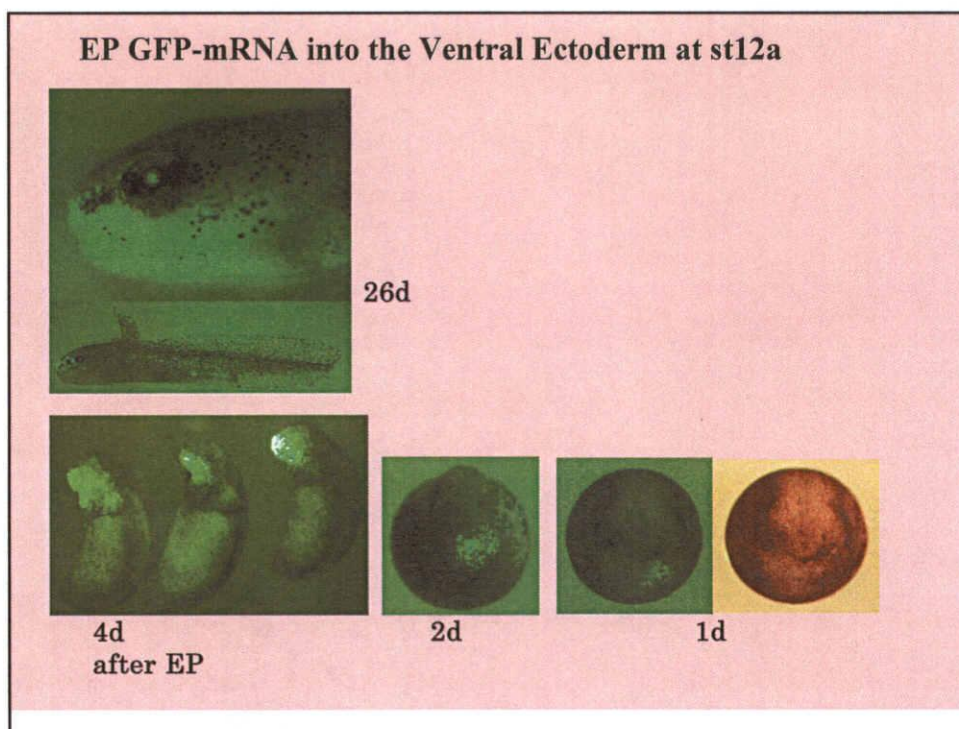 EP GFP-mRNA into the Ventral Ectoderm at st12a
26d
4d
after EP
2d
1d